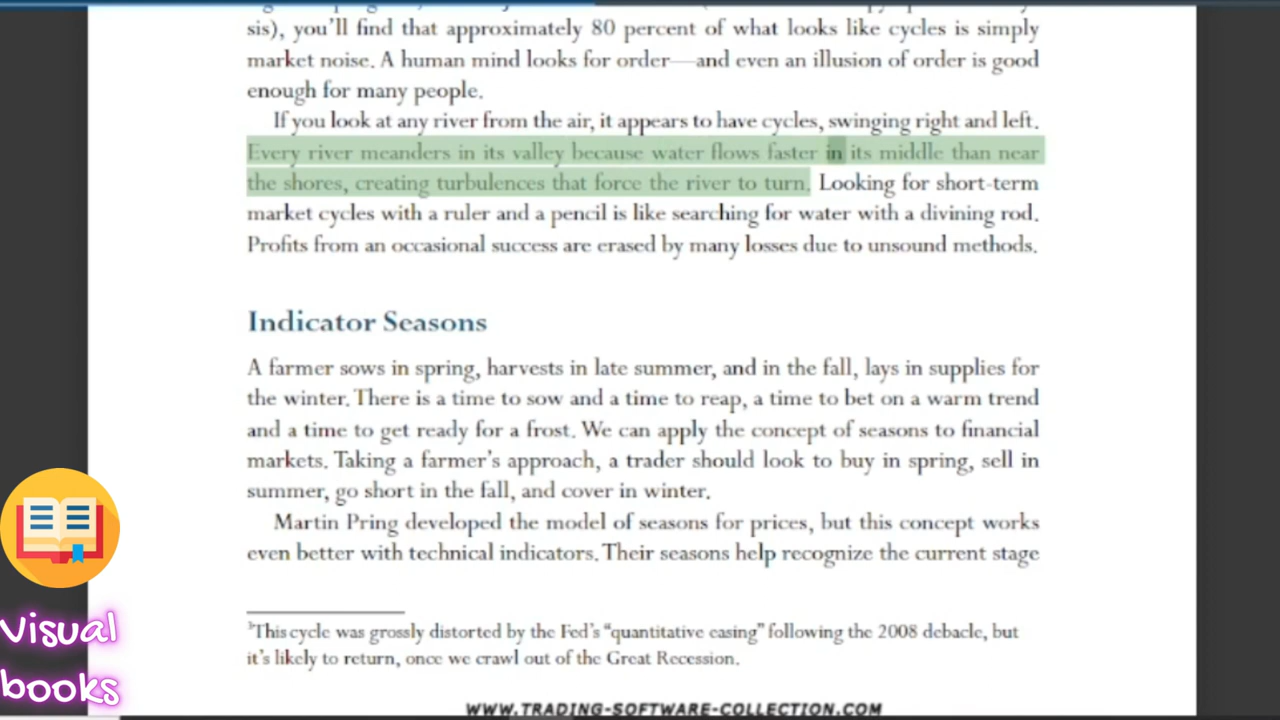 sis), you'll find that approximately 80 percent of what looks like cycles is simply
market noise. A human mind looks for order—and even an illusion of order is good
enough for many people.
If you look at any river from the air, it appears to have cycles, swinging right and left.
Every river meanders in its valley because water flows faster in its middle than near
the shores, creating turbulences that force the river to turn. Looking for short-term
market cycles with a ruler and a pencil is like searching for water with a divining rod.
Profits from an occasional success are erased by many losses due to unsound methods.
Indicator Seasons
A farmer sows in spring, harvests in late summer, and in the fall, lays in supplies for
the winter. There is a time to sow and a time to reap, a time to bet on a warm trend
and a time to get ready for a frost. We can apply the concept of seasons to financial
markets. Taking a farmer's approach, a trader should look to buy in spring, sell in
summer, go short in the fall, and cover in winter.
Martin Pring developed the model of seasons for prices, but this concept works
even better with technical indicators. Their seasons help recognize the current stage
This cycle was grossly distorted by the Fed's "quantitative easing" following the 2008 debacle, but
it's likely to return, once we crawl out of the Great Recession.
Visual
books
WWW.TRADING-SOFTWARE-COLLECTION.COM